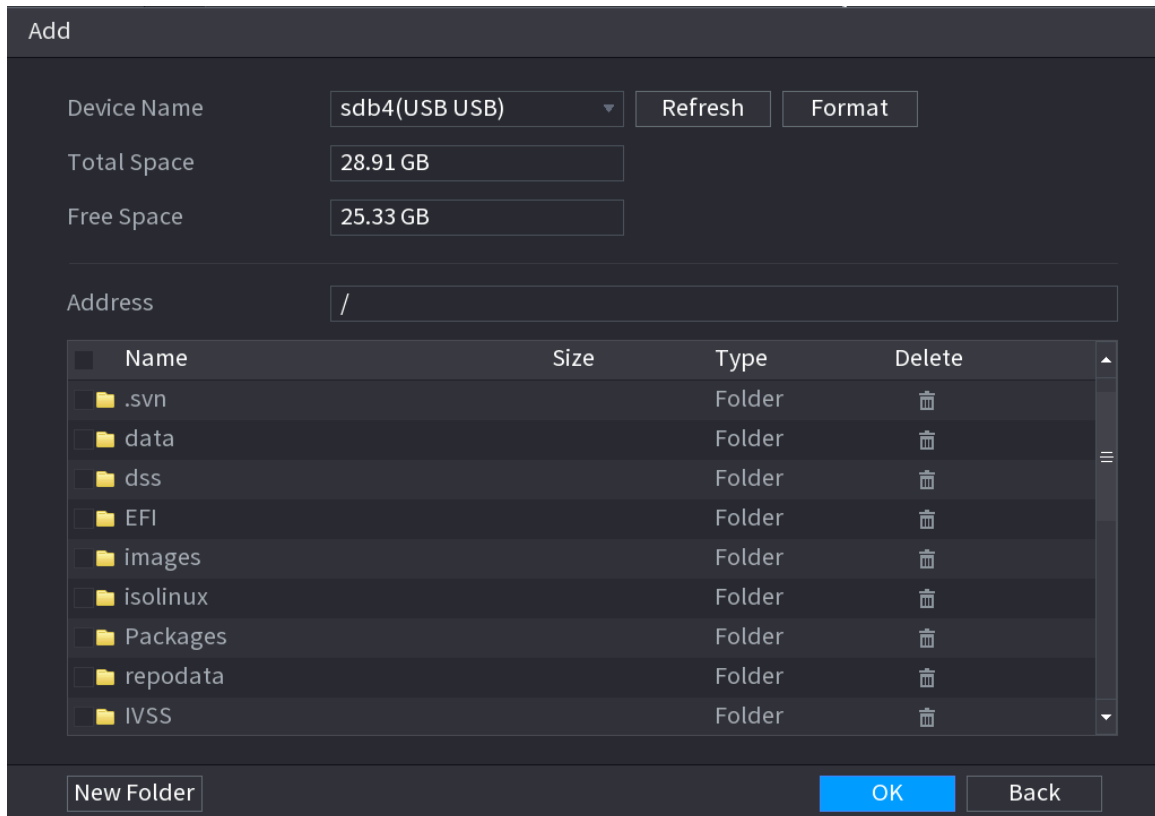 Add
Device Name sdb4(USB USB) Refresh Format
Total Space 28.91 GB
Free Space 25.33 GB
Address /
Name Size Type Delete
.svn Folder
data Folder
dss Folder
EFI Folder
images Folder
isolinux Folder
Packages Folder
repodata Folder
IVSS Folder
New Folder OK Back